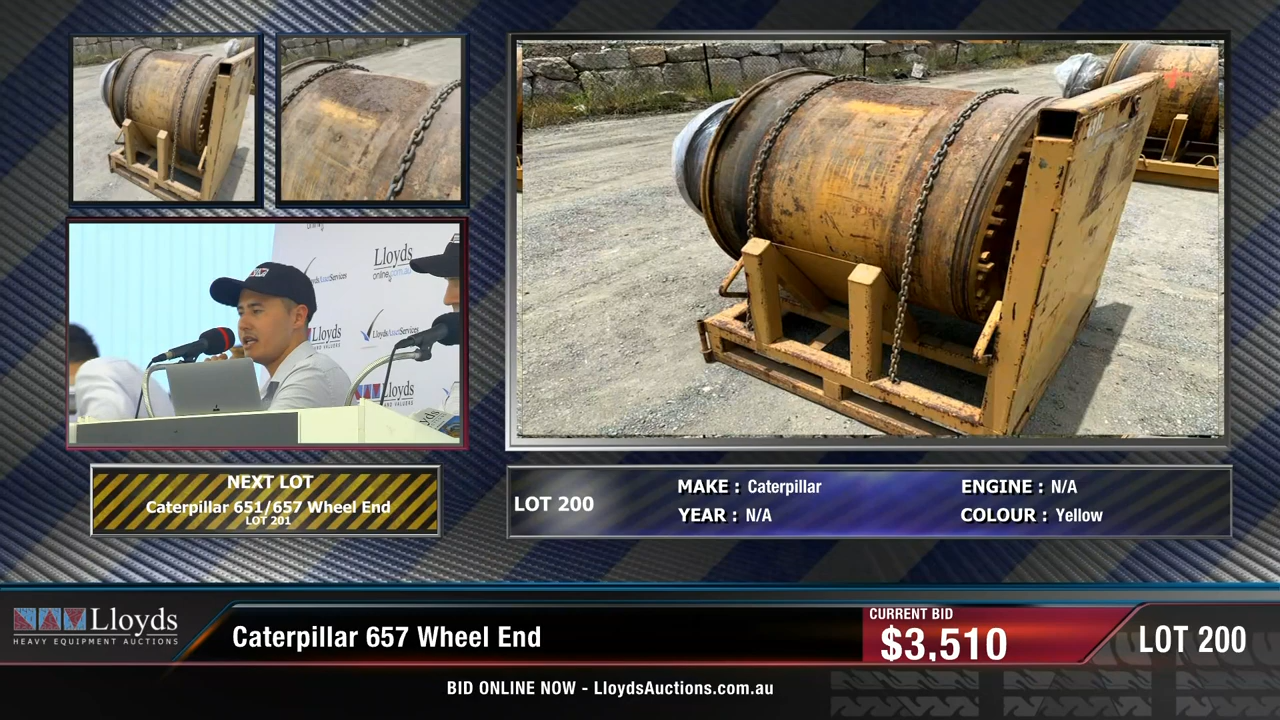 Lloyds
online.com.au
Lloyds
LloydsAssetServices
Lloyds
NEXT LOT
Caterpillar 651/657 Wheel End
LOT 201
LOT 200
MAKE : Caterpillar
ENGINE : N/A
YEAR : N/A
COLOUR : Yellow
Lloyds
HEAVY EQUIPMENT AUCTIONS
Caterpillar 657 Wheel End
CURRENT BID
$3,510
LOT 200
BID ONLINE NOW - LloydsAuctions.com.au